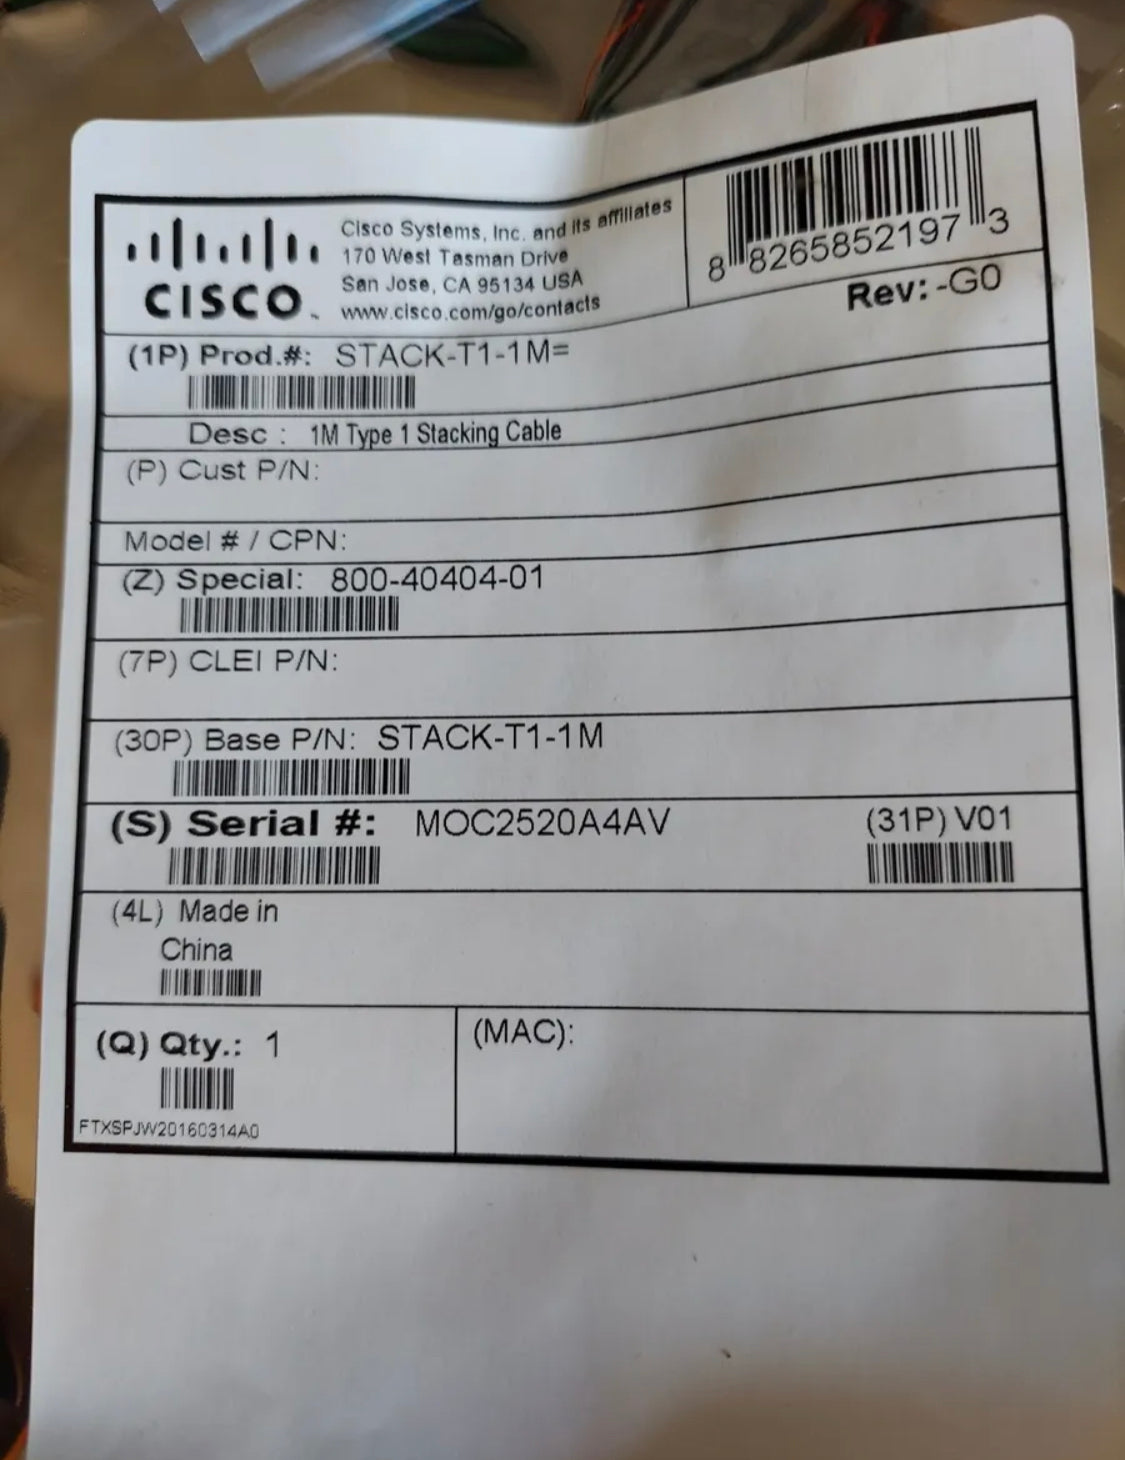 CISCO
Cisco Systems, Inc. and its affiliates
170 West Tasman Drive
San Jose, CA 95134 USA
www.cisco.com/go/contacts
8 8265852197 3
Rev: -G0
(1P) Prod.#: STACK-T1-1M=
Desc : 1M Type 1 Stacking Cable
(P) Cust P/N:
Model # / CPN:
(Z) Special: 800-40404-01
(7P) CLEI P/N:
(30P) Base P/N: STACK-T1-1M
(S) Serial #: MOC2520A4AV (31P) V01
(4L) Made in
China
(Q) Qty.: 1
(MAC):
FTXSPJW20160314A0